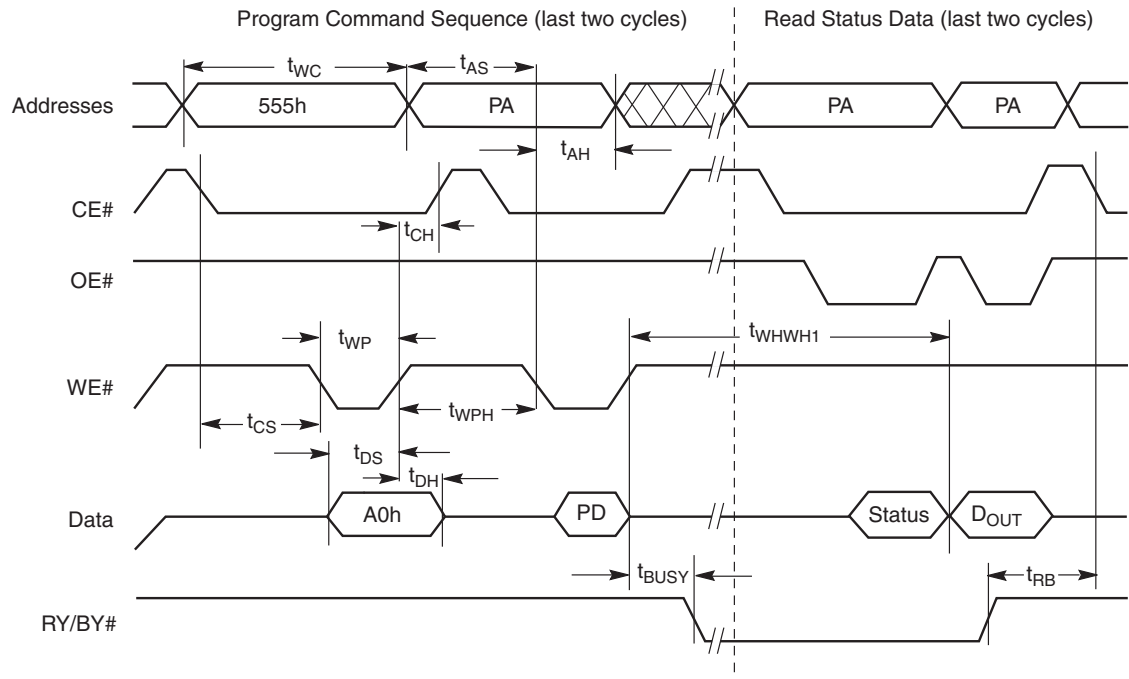 Program Command Sequence (last two cycles)
Read Status Data (last two cycles)
tWC
tAS
Addresses
555h
PA
PA
PA
tAH
CE#
tCH
OE#
tWP
tWHWH1
WE#
tCS
tWPH
tDS
tDH
Data
A0h
PD
Status
DOUT
tBUSY
tRB
RY/BY#